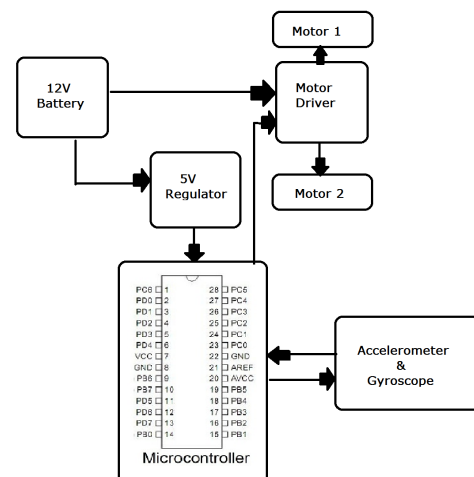 Motor 1
12V
Battery
Motor
Driver
5V
Regulator
Motor 2
PC6 1 28 PC5
PD0 2 27 PC4
PD1 3 26 PC3
PD2 4 25 PC2
PD3 5 24 PC1
PD4 6 23 PC0
VCC 7 22 GND
GND 8 21 AREF
PB6 9 20 AVCC
PB7 10 19 PB5
PD5 11 18 PB4
PD6 12 17 PB3
PD7 13 16 PB2
PB0 14 15 PB1
Microcontroller
Accelerometer
&
Gyroscope